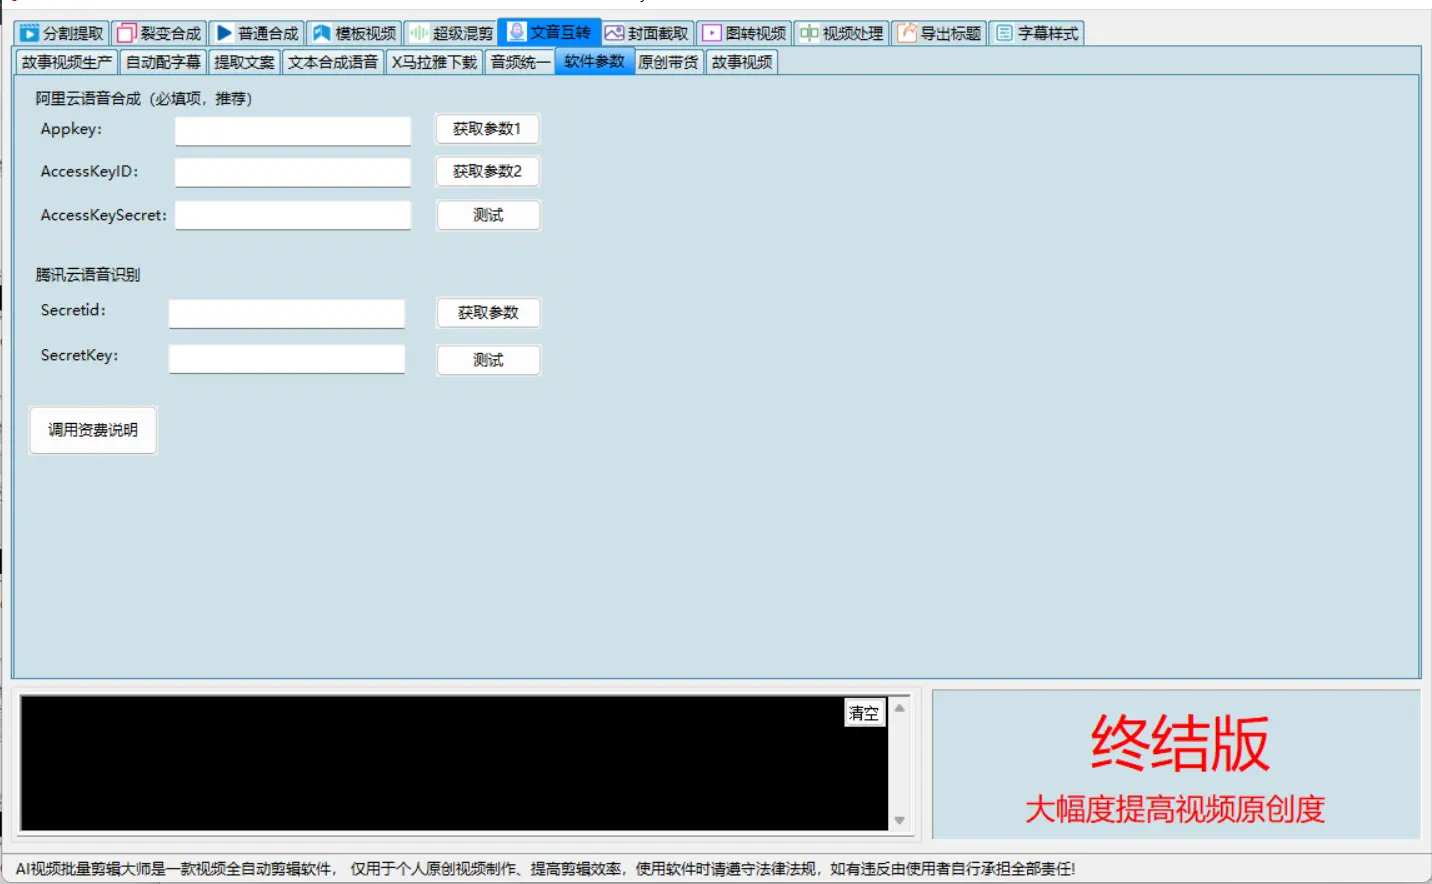 分割提取 裂变合成 普通合成 模板视频 超级混剪 文音互转 封面截取 图转视频 视频处理 导出标题 字幕样式
故事视频生产 自动配字幕 提取文案 文本合成语音 X马拉雅下载 音频统一 软件参数 原创带货 故事视频
阿里云语音合成（必填项，推荐）
Appkey: 获取参数1
AccessKeyID: 获取参数2
AccessKeySecret: 测试
腾讯云语音识别
Secretid: 获取参数
SecretKey: 测试
调用资费说明
清空
终结版
大幅度提高视频原创度
AI视频批量剪辑大师是一款视频全自动剪辑软件， 仅用于个人原创视频制作、提高剪辑效率，使用软件时请遵守法律法规，如有违反由使用者自行承担全部责任!